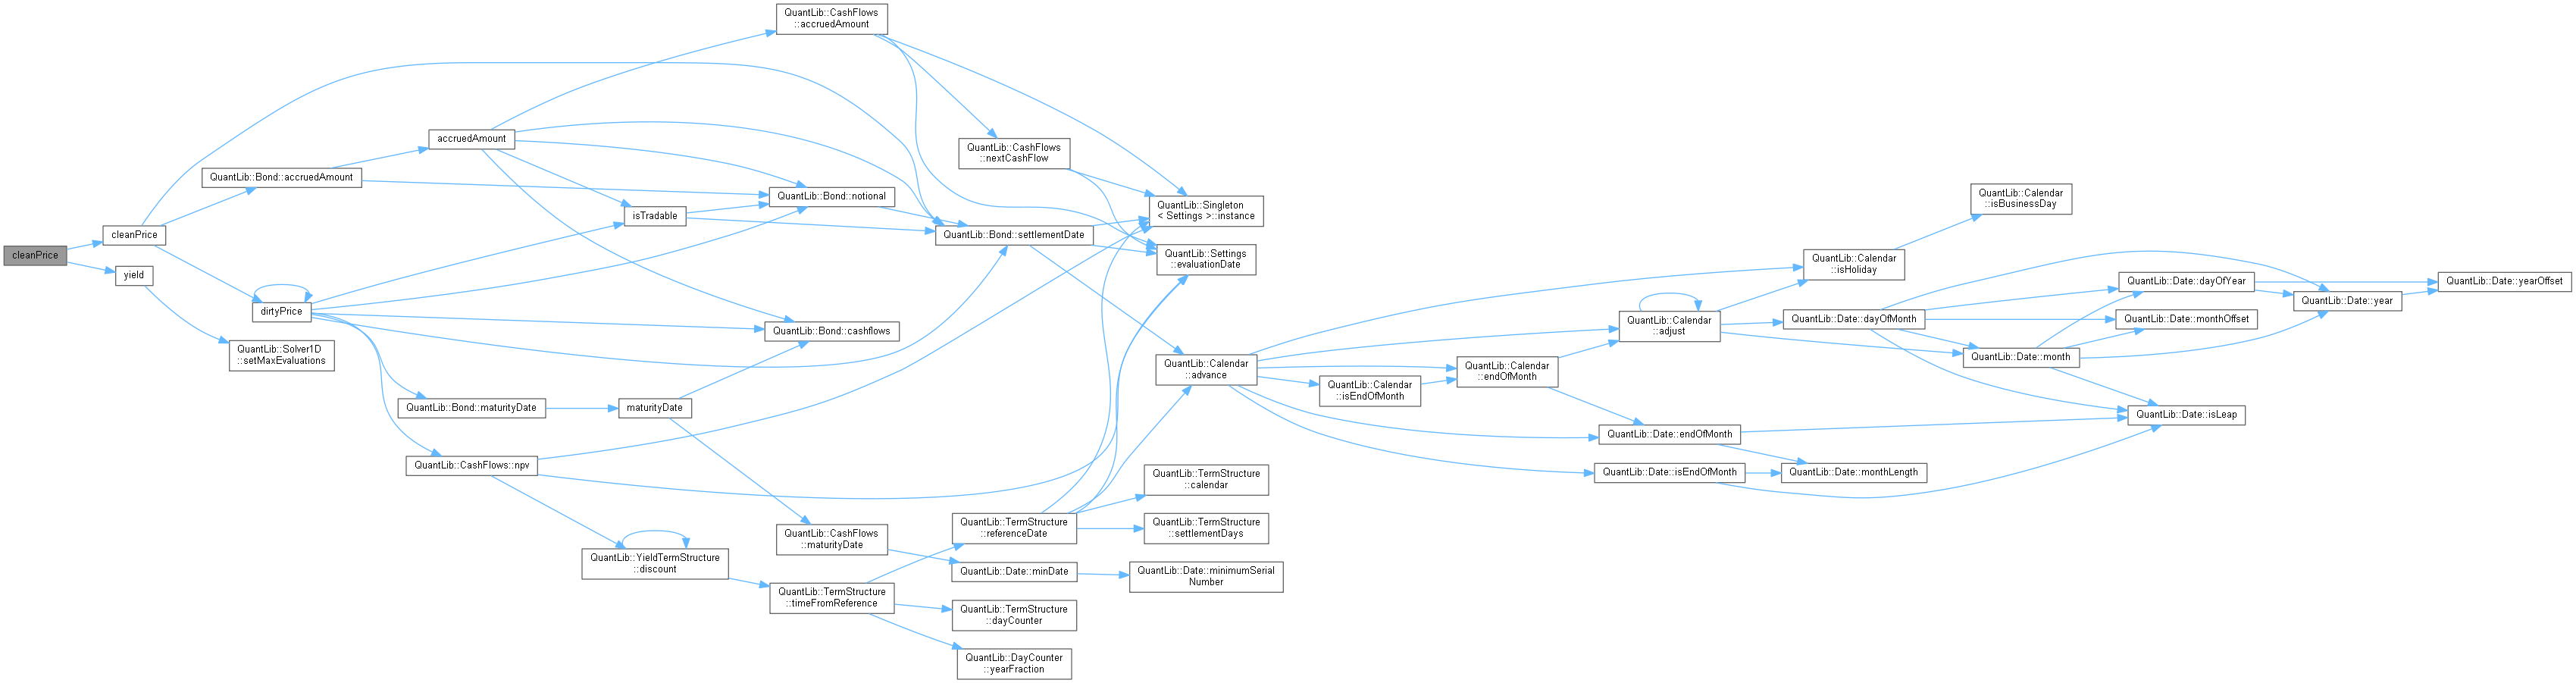 cleanPrice
cleanPrice
yield
QuantLib::Bond::accruedAmount
dirtyPrice
QuantLib::Solver1D
::setMaxEvaluations
accruedAmount
QuantLib::Bond::maturityDate
QuantLib::CashFlows::npv
isTradable
maturityDate
QuantLib::YieldTermStructure
::discount
QuantLib::CashFlows
::accruedAmount
QuantLib::Bond::notional
QuantLib::Bond::cashflows
QuantLib::CashFlows
::maturityDate
QuantLib::TermStructure
::timeFromReference
QuantLib::CashFlows
::nextCashFlow
QuantLib::Bond::settlementDate
QuantLib::TermStructure
::referenceDate
QuantLib::Date::minDate
QuantLib::TermStructure
::dayCounter
QuantLib::DayCounter
::yearFraction
QuantLib::Singleton
< Settings >::instance
QuantLib::Settings
::evaluationDate
QuantLib::Calendar
::advance
QuantLib::TermStructure
::calendar
QuantLib::TermStructure
::settlementDays
QuantLib::Date::minimumSerial
Number
QuantLib::Calendar
::isEndOfMonth
QuantLib::Calendar
::endOfMonth
QuantLib::Calendar
::adjust
QuantLib::Date::endOfMonth
QuantLib::Date::isEndOfMonth
QuantLib::Calendar
::isHoliday
QuantLib::Date::dayOfMonth
QuantLib::Date::monthLength
QuantLib::Calendar
::isBusinessDay
QuantLib::Date::month
QuantLib::Date::dayOfYear
QuantLib::Date::monthOffset
QuantLib::Date::isLeap
QuantLib::Date::year
QuantLib::Date::yearOffset